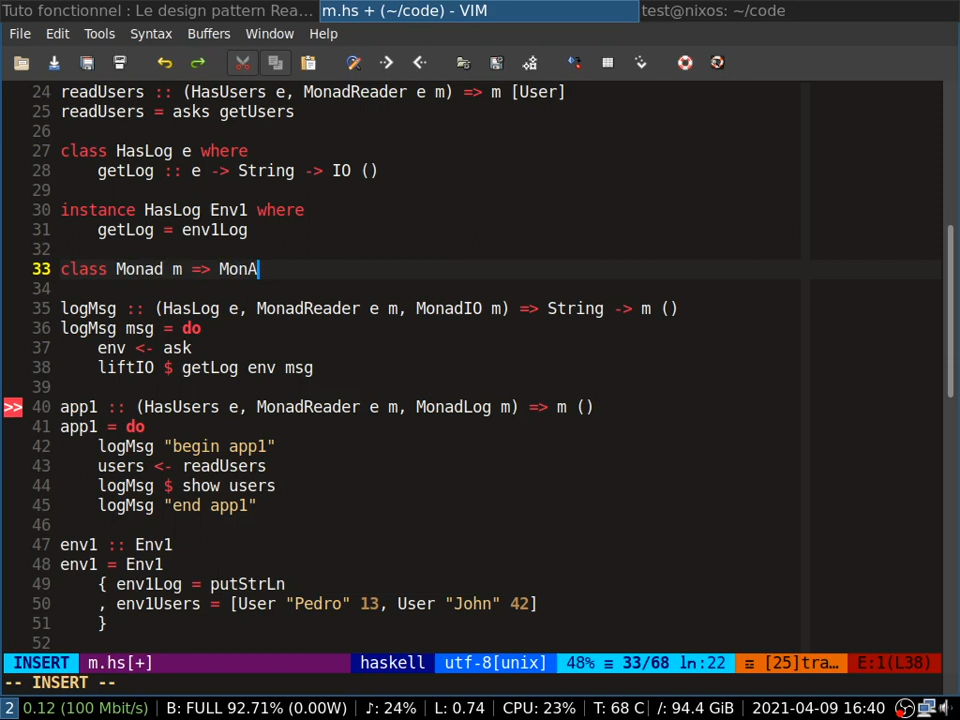 Tuto fonctionnel : Le design pattern Rea... m.hs + (~/code) - VIM test@nixos: ~/code
File Edit Tools Syntax Buffers Window Help
24 readUsers :: (HasUsers e, MonadReader e m) => m [User]
25 readUsers = asks getUsers
26
27 class HasLog e where
28     getLog :: e -> String -> IO ()
29
30 instance HasLog Env1 where
31     getLog = env1Log
32
33 class Monad m => MonA
34
35 logMsg :: (HasLog e, MonadReader e m, MonadIO m) => String -> m ()
36 logMsg msg = do
37     env <- ask
38     liftIO $ getLog env msg
39
>> 40 app1 :: (HasUsers e, MonadReader e m, MonadLog m) => m ()
41 app1 = do
42     logMsg "begin app1"
43     users <- readUsers
44     logMsg $ show users
45     logMsg "end app1"
46
47 env1 :: Env1
48 env1 = Env1
49     { env1Log = putStrLn
50     , env1Users = [User "Pedro" 13, User "John" 42]
51     }
52
INSERT m.hs[+] haskell utf-8[unix] 48% ≡ 33/68 ln:22 ☲ [25]tra... E:1(L38)
-- INSERT --
2 0.12 (100 Mbit/s) B: FULL 92.71% (0.00W) ♪: 24% L: 0.74 CPU: 23% T: 68 C /: 94.4 GiB 2021-04-09 16:40